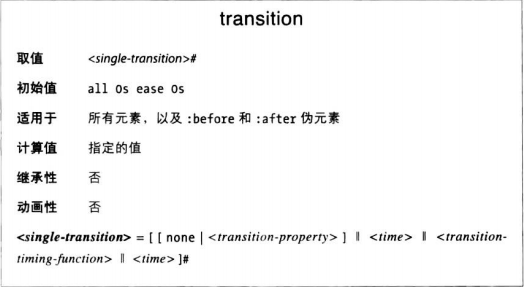 transition
取值 <single-transition>#
初始值 all 0s ease 0s
适用于 所有元素，以及 :before 和 :after 伪元素
计算值 指定的值
继承性 否
动画性 否
<single-transition> = [ [ none | <transition-property> ] ‖ <time> ‖ <transition-
timing-function> ‖ <time> ]#